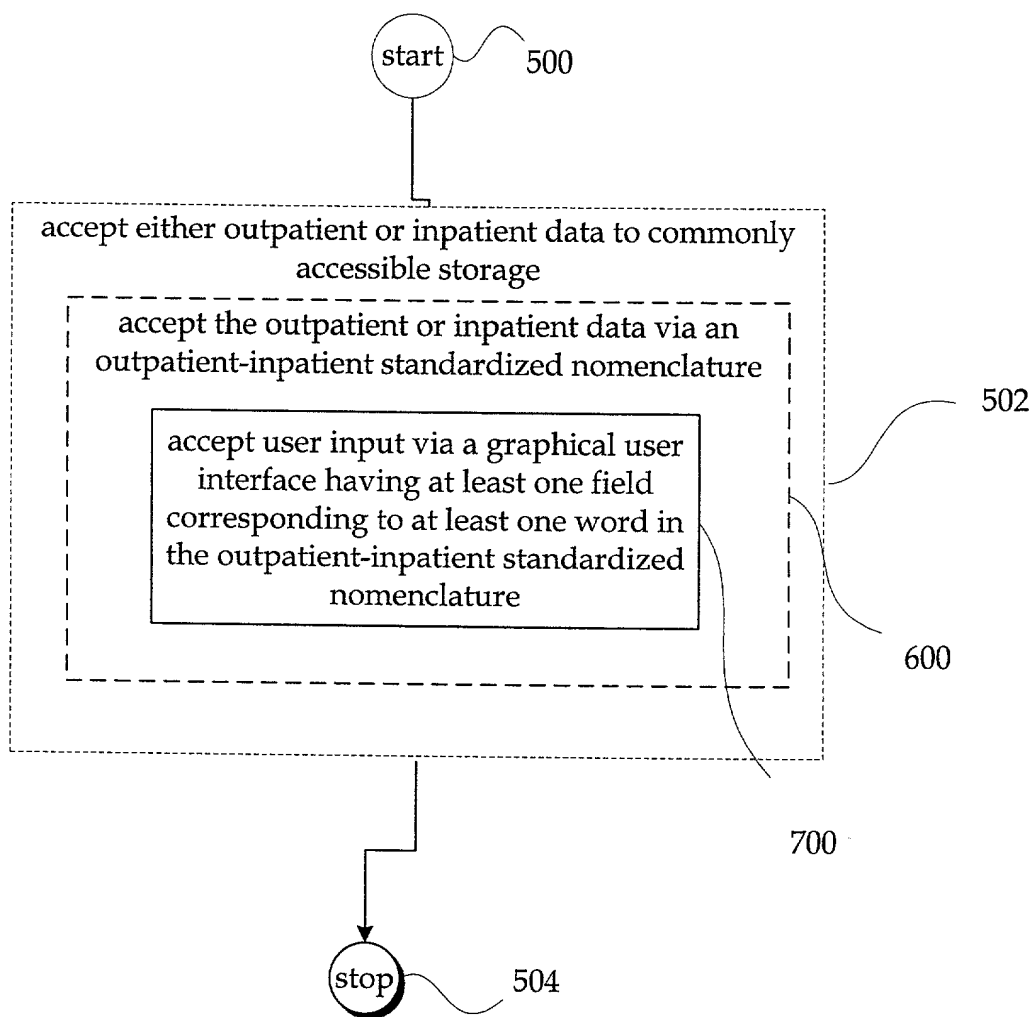 start
500
accept either outpatient or inpatient data to commonly
accessible storage
accept the outpatient or inpatient data via an
outpatient-inpatient standardized nomenclature
502
accept user input via a graphical user
interface having at least one field
corresponding to at least one word in
the outpatient-inpatient standardized
nomenclature
600
700
stop
504